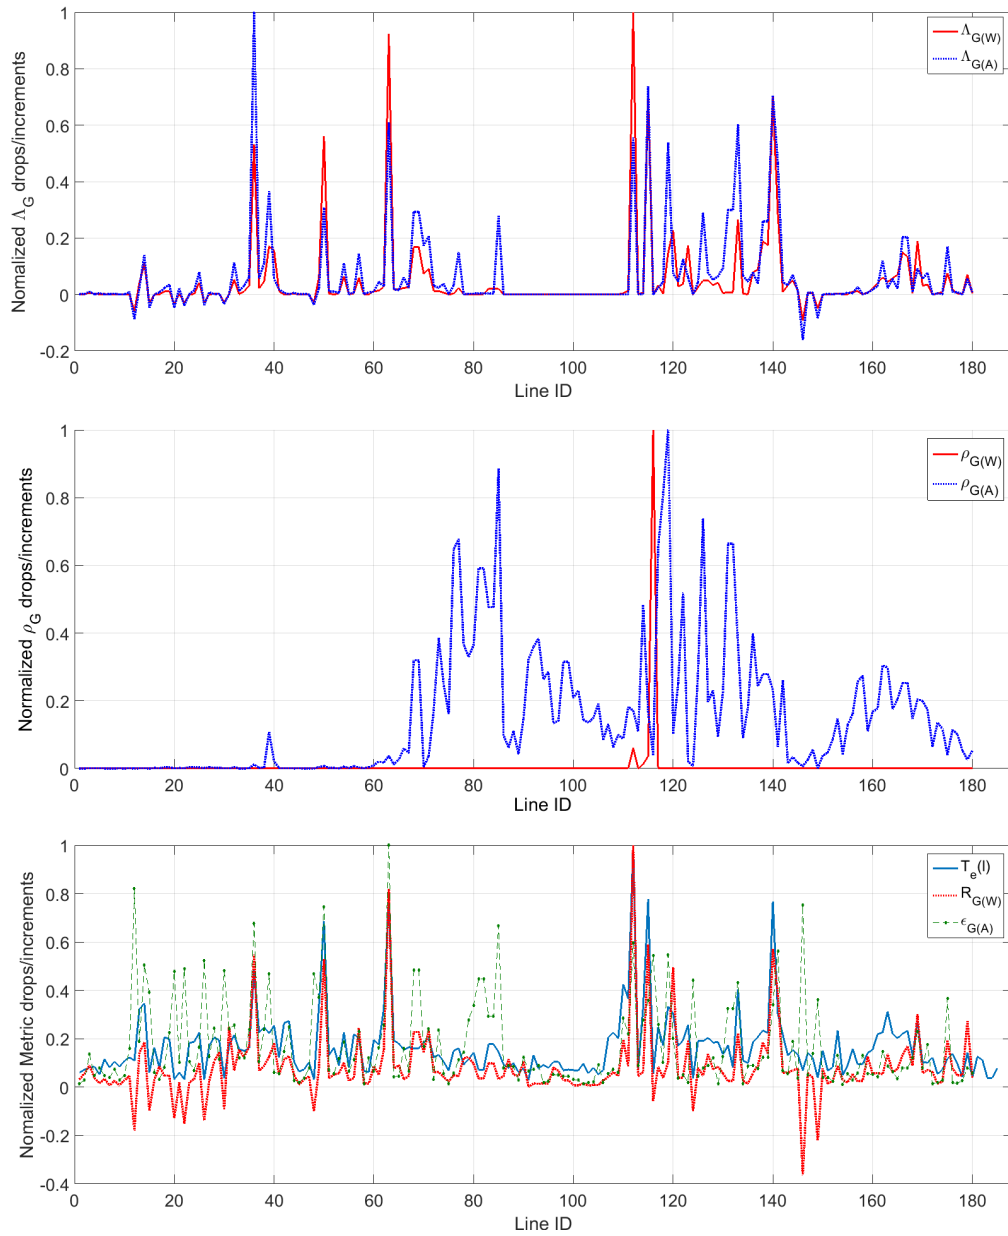 Nomalized Λ_G drops/increments
1
0.8
0.6
0.4
0.2
0
-0.2
0 20 40 60 80 100 120 140 160 180
Line ID
Λ_G(W)
Λ_G(A)
Normalized ρ_G drops/increments
1
0.8
0.6
0.4
0.2
0
0 20 40 60 80 100 120 140 160 180
Line ID
ρ_G(W)
ρ_G(A)
Nomalized Metric drops/increments
1
0.8
0.6
0.4
0.2
0
-0.2
-0.4
0 20 40 60 80 100 120 140 160 180
Line ID
T_e(l)
R_G(W)
ϵ_G(A)